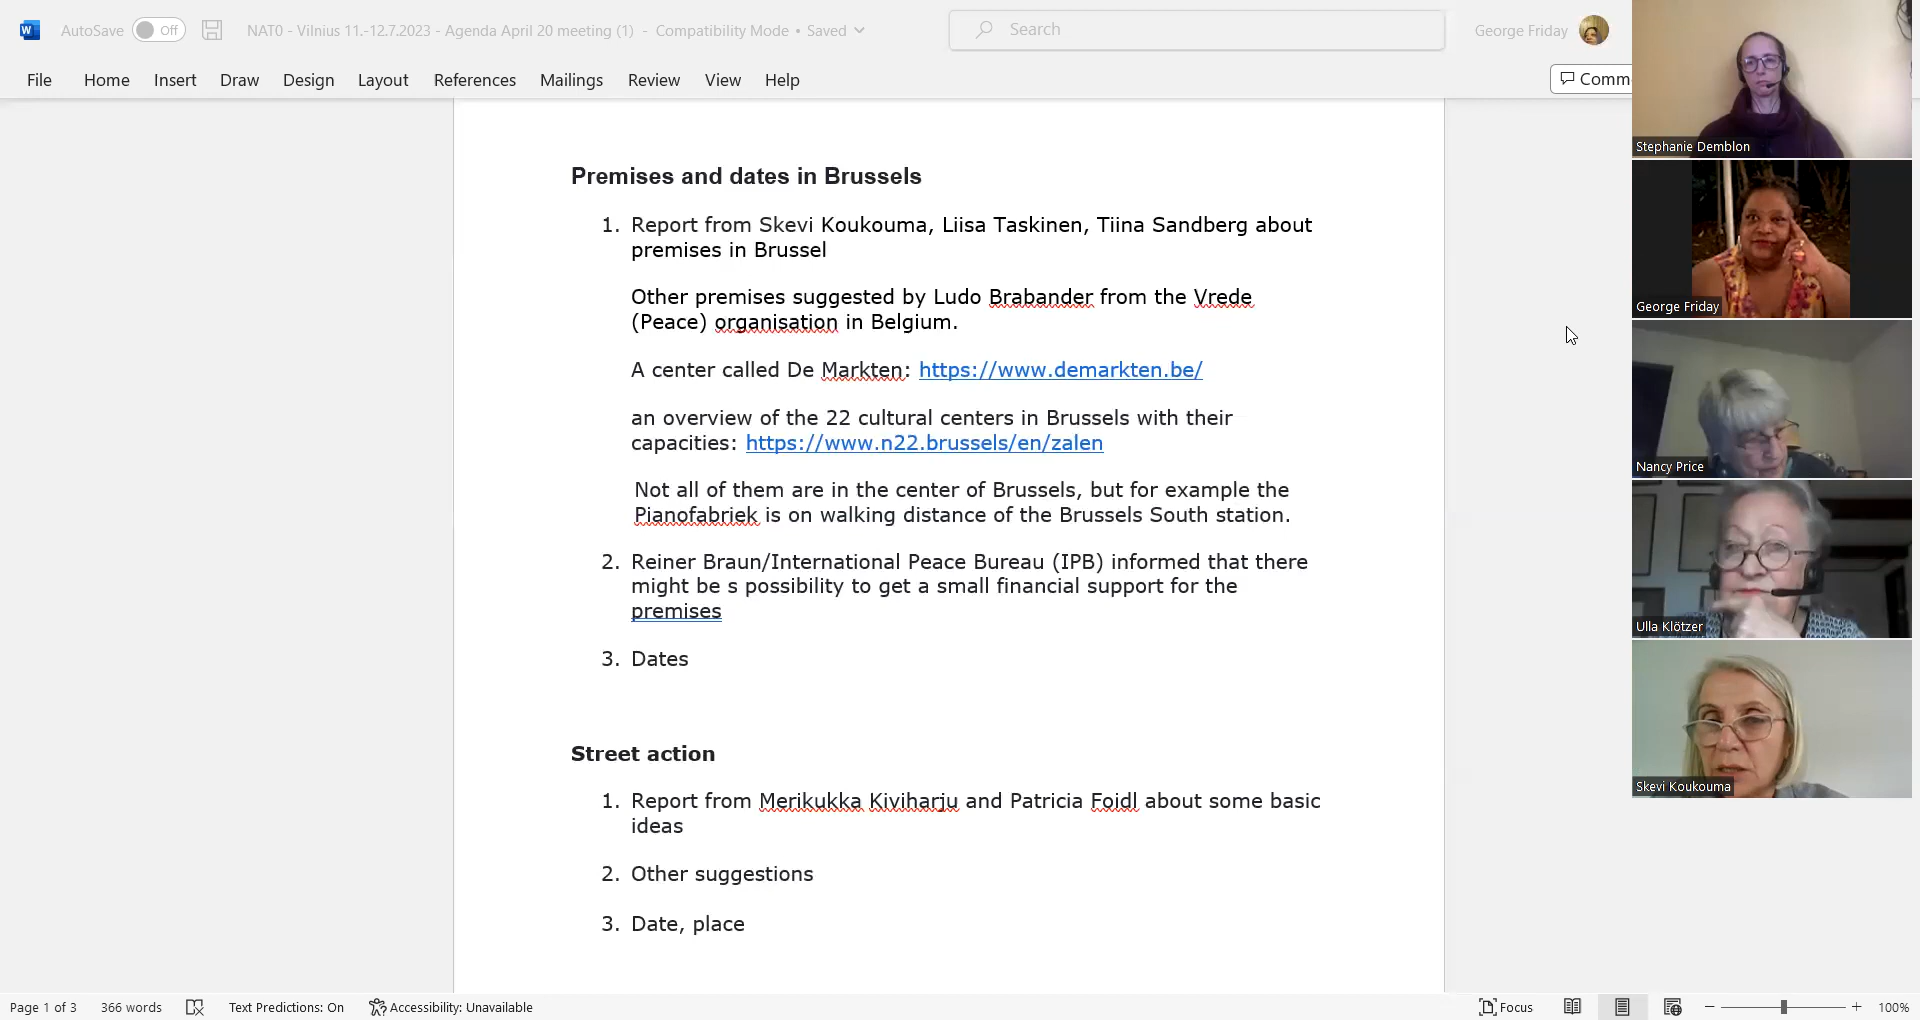 AutoSave Off NAT0 - Vilnius 11.-12.7.2023 - Agenda April 20 meeting (1) - Compatibility Mode • Saved Search George Friday
File Home Insert Draw Design Layout References Mailings Review View Help Comm
Premises and dates in Brussels
1. Report from Skevi Koukouma, Liisa Taskinen, Tiina Sandberg about
premises in Brussel
Other premises suggested by Ludo Brabander from the Vrede
(Peace) organisation in Belgium.
A center called De Markten: https://www.demarkten.be/
an overview of the 22 cultural centers in Brussels with their
capacities: https://www.n22.brussels/en/zalen
Not all of them are in the center of Brussels, but for example the
Pianofabriek is on walking distance of the Brussels South station.
2. Reiner Braun/International Peace Bureau (IPB) informed that there
might be s possibility to get a small financial support for the
premises
3. Dates
Street action
1. Report from Merikukka Kiviharju and Patricia Foidl about some basic
ideas
2. Other suggestions
3. Date, place
Stephanie Demblon
George Friday
Nancy Price
Ulla Klötzer
Skevi Koukouma
Page 1 of 3 366 words Text Predictions: On Accessibility: Unavailable Focus 100%